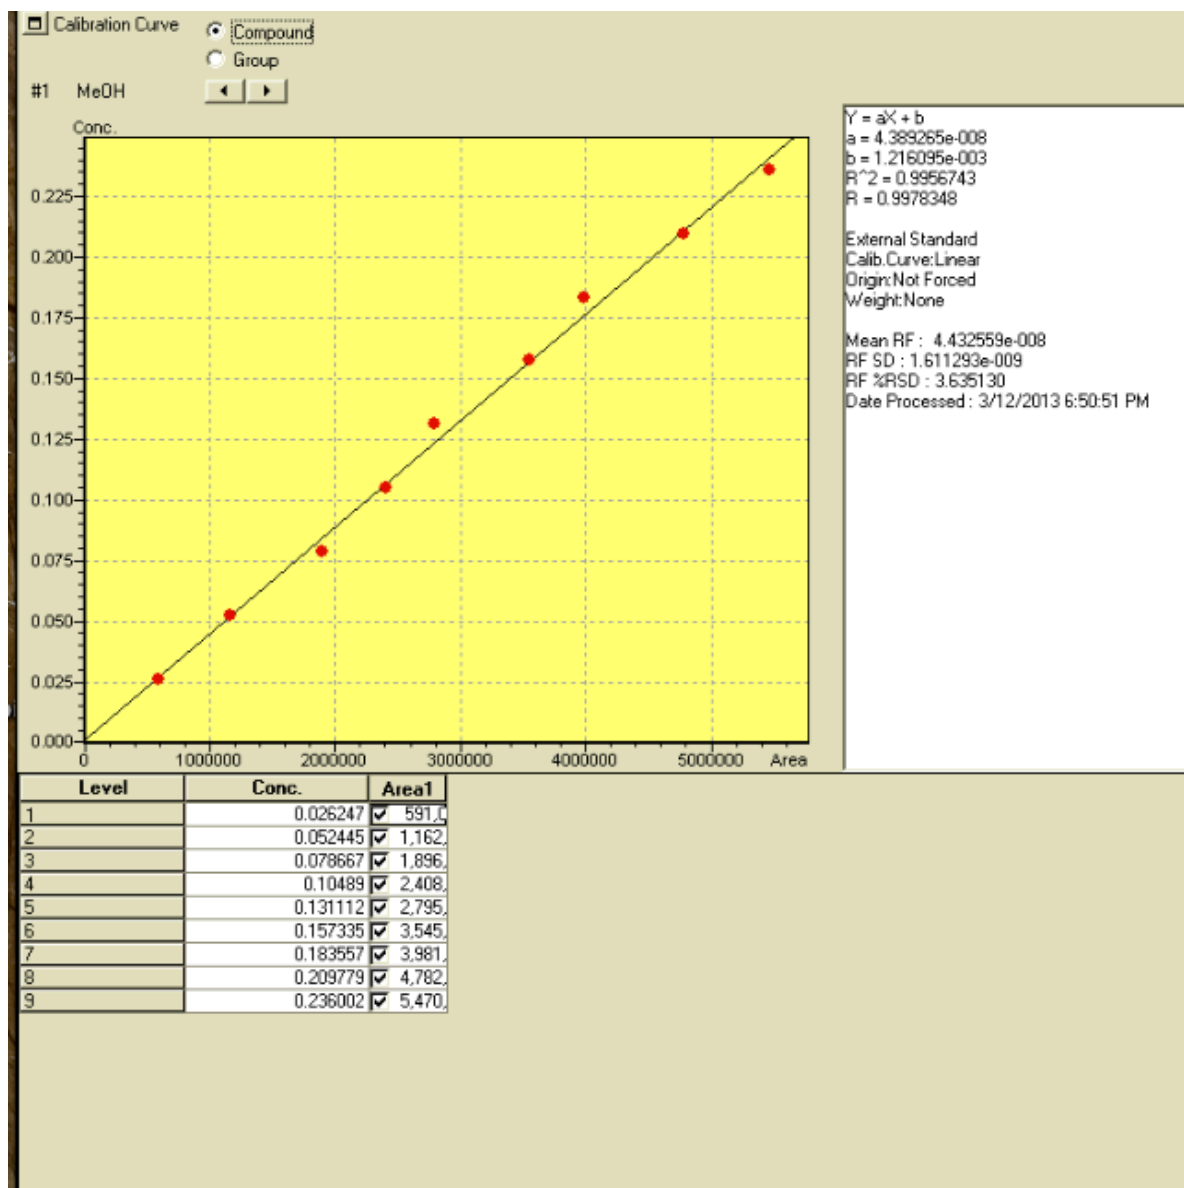 Calibration Curve
Compound
Group
#1 MeOH
Conc.
0.225
0.200
0.175
0.150
0.125
0.100
0.075
0.050
0.025
0.000
0 1000000 2000000 3000000 4000000 5000000 Area
Y = aX + b
a = 4.389265e-008
b = 1.216095e-003
R^2 = 0.9956743
R = 0.9978348
External Standard
Calib.Curve:Linear
Origin:Not Forced
Weight:None
Mean RF : 4.432559e-008
RF SD : 1.611293e-009
RF %RSD : 3.635130
Date Processed : 3/12/2013 6:50:51 PM
Level Conc. Area1
1 0.026247 591,0
2 0.052445 1,162,
3 0.078667 1,896,
4 0.10489 2,408,
5 0.131112 2,795,
6 0.157335 3,545,
7 0.183557 3,981,
8 0.209779 4,782,
9 0.236002 5,470,